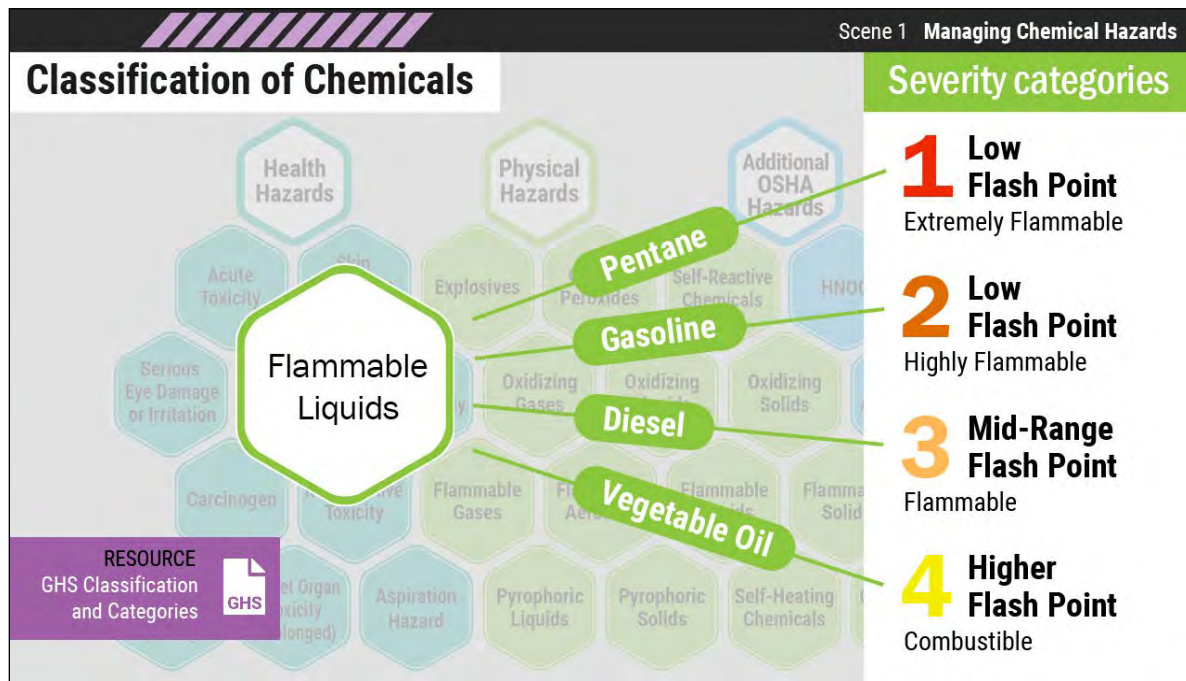 Scene 1 Managing Chemical Hazards
Classification of Chemicals
Severity categories
Health
Hazards
Physical
Hazards
Additional
OSHA
Hazards
Acute
Toxicity
Skin
Explosives
Peroxides
Self-Reactive
Chemicals
Serious
Eye Damage
or Irritation
Oxidizing
Gases
Oxidizing
Oxidizing
Solids
Carcinogen
Toxicity
Flammable
Gases
Flammable
Aspiration
Hazard
Pyrophoric
Liquids
Pyrophoric
Solids
Self-Heating
Chemicals
Flammable
Liquids
Pentane
Gasoline
Diesel
Vegetable Oil
1 Low
Flash Point
Extremely Flammable
2 Low
Flash Point
Highly Flammable
3 Mid-Range
Flash Point
Flammable
4 Higher
Flash Point
Combustible
RESOURCE
GHS Classification
and Categories
GHS